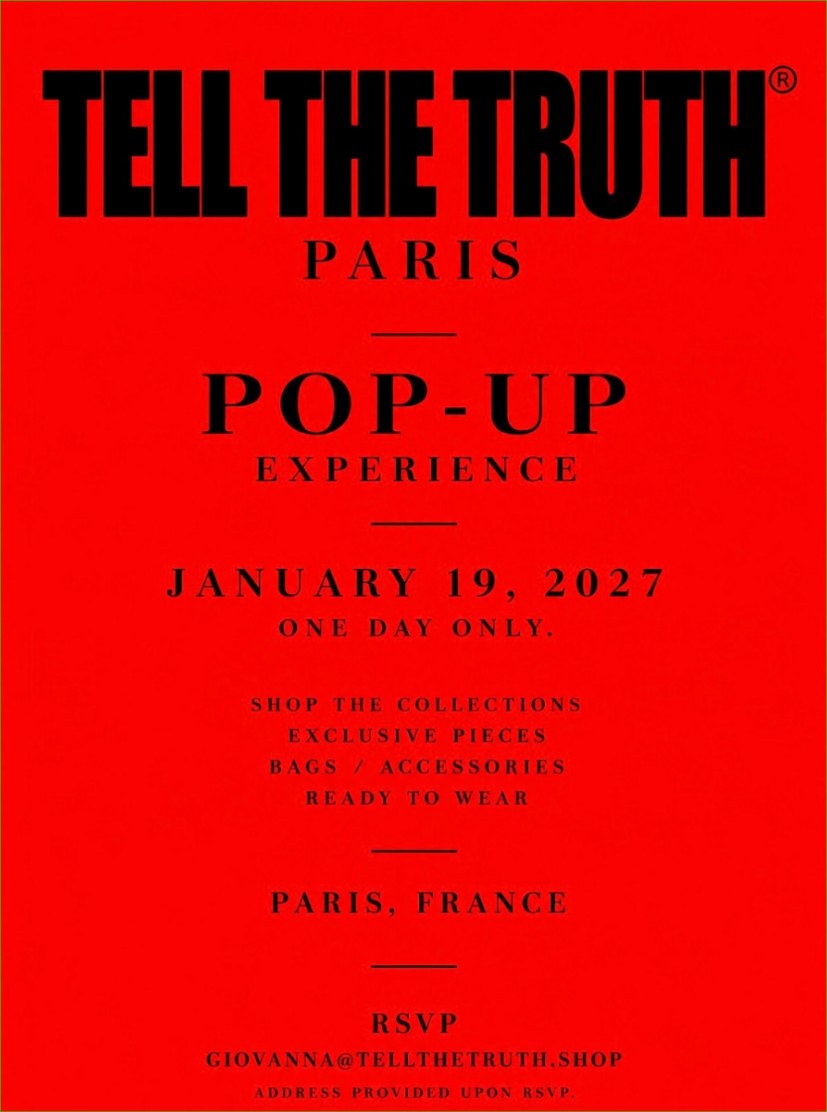 TELL THE TRUTH®
PARIS
POP-UP
EXPERIENCE
JANUARY 19, 2027
ONE DAY ONLY.
SHOP THE COLLECTIONS
EXCLUSIVE PIECES
BAGS / ACCESSORIES
READY TO WEAR
PARIS, FRANCE
RSVP
GIOVANNA@TELLTHETRUTH.SHOP
ADDRESS PROVIDED UPON RSVP.